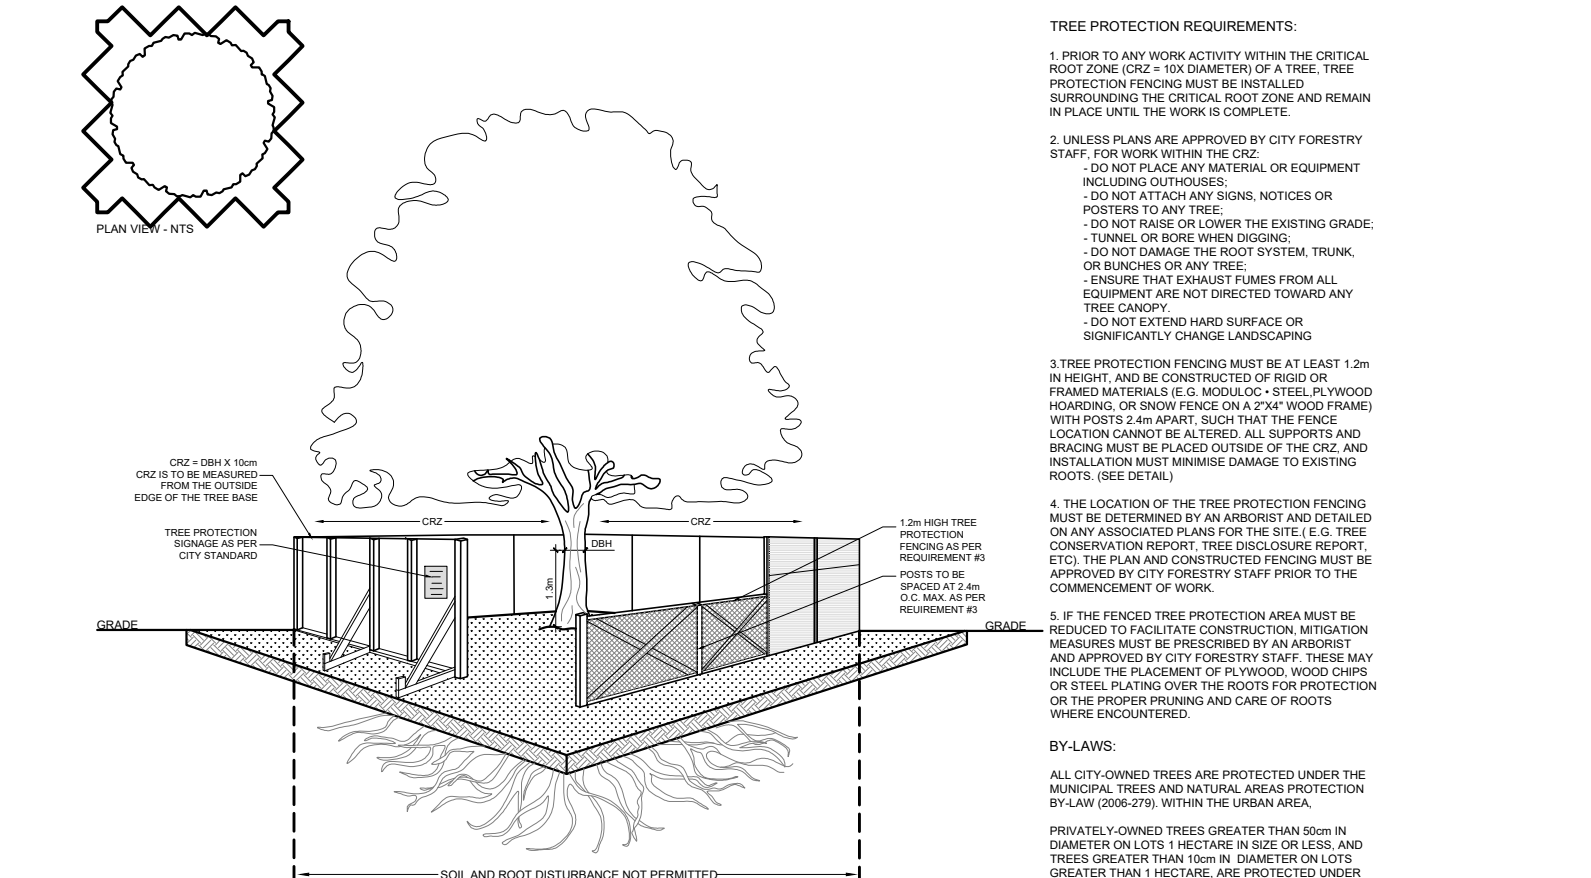 PLAN VIEW - NTS
CRZ = DBH X 10cm
CRZ IS TO BE MEASURED
FROM THE OUTSIDE
EDGE OF THE TREE BASE
TREE PROTECTION
SIGNAGE AS PER
CITY STANDARD
CRZ
CRZ
DBH
1.3m
1.2m HIGH TREE
PROTECTION
FENCING AS PER
REQUIREMENT #3
POSTS TO BE
SPACED AT 2.4m
O.C. MAX. AS PER
REUIREMENT #3
GRADE
GRADE
SOIL AND ROOT DISTURBANCE NOT PERMITTED
TREE PROTECTION REQUIREMENTS:
1. PRIOR TO ANY WORK ACTIVITY WITHIN THE CRITICAL
ROOT ZONE (CRZ = 10X DIAMETER) OF A TREE, TREE
PROTECTION FENCING MUST BE INSTALLED
SURROUNDING THE CRITICAL ROOT ZONE AND REMAIN
IN PLACE UNTIL THE WORK IS COMPLETE.
2. UNLESS PLANS ARE APPROVED BY CITY FORESTRY
STAFF, FOR WORK WITHIN THE CRZ:
- DO NOT PLACE ANY MATERIAL OR EQUIPMENT
INCLUDING OUTHOUSES;
- DO NOT ATTACH ANY SIGNS, NOTICES OR
POSTERS TO ANY TREE;
- DO NOT RAISE OR LOWER THE EXISTING GRADE;
- TUNNEL OR BORE WHEN DIGGING;
- DO NOT DAMAGE THE ROOT SYSTEM, TRUNK,
OR BUNCHES OR ANY TREE;
- ENSURE THAT EXHAUST FUMES FROM ALL
EQUIPMENT ARE NOT DIRECTED TOWARD ANY
TREE CANOPY.
- DO NOT EXTEND HARD SURFACE OR
SIGNIFICANTLY CHANGE LANDSCAPING
3.TREE PROTECTION FENCING MUST BE AT LEAST 1.2m
IN HEIGHT, AND BE CONSTRUCTED OF RIGID OR
FRAMED MATERIALS (E.G. MODULOC • STEEL,PLYWOOD
HOARDING, OR SNOW FENCE ON A 2"X4" WOOD FRAME)
WITH POSTS 2.4m APART, SUCH THAT THE FENCE
LOCATION CANNOT BE ALTERED. ALL SUPPORTS AND
BRACING MUST BE PLACED OUTSIDE OF THE CRZ, AND
INSTALLATION MUST MINIMISE DAMAGE TO EXISTING
ROOTS. (SEE DETAIL)
4. THE LOCATION OF THE TREE PROTECTION FENCING
MUST BE DETERMINED BY AN ARBORIST AND DETAILED
ON ANY ASSOCIATED PLANS FOR THE SITE.( E.G. TREE
CONSERVATION REPORT, TREE DISCLOSURE REPORT,
ETC). THE PLAN AND CONSTRUCTED FENCING MUST BE
APPROVED BY CITY FORESTRY STAFF PRIOR TO THE
COMMENCEMENT OF WORK.
5. IF THE FENCED TREE PROTECTION AREA MUST BE
REDUCED TO FACILITATE CONSTRUCTION, MITIGATION
MEASURES MUST BE PRESCRIBED BY AN ARBORIST
AND APPROVED BY CITY FORESTRY STAFF. THESE MAY
INCLUDE THE PLACEMENT OF PLYWOOD, WOOD CHIPS
OR STEEL PLATING OVER THE ROOTS FOR PROTECTION
OR THE PROPER PRUNING AND CARE OF ROOTS
WHERE ENCOUNTERED.
BY-LAWS:
ALL CITY-OWNED TREES ARE PROTECTED UNDER THE
MUNICIPAL TREES AND NATURAL AREAS PROTECTION
BY-LAW (2006-279). WITHIN THE URBAN AREA,
PRIVATELY-OWNED TREES GREATER THAN 50cm IN
DIAMETER ON LOTS 1 HECTARE IN SIZE OR LESS, AND
TREES GREATER THAN 10cm IN DIAMETER ON LOTS
GREATER THAN 1 HECTARE, ARE PROTECTED UNDER